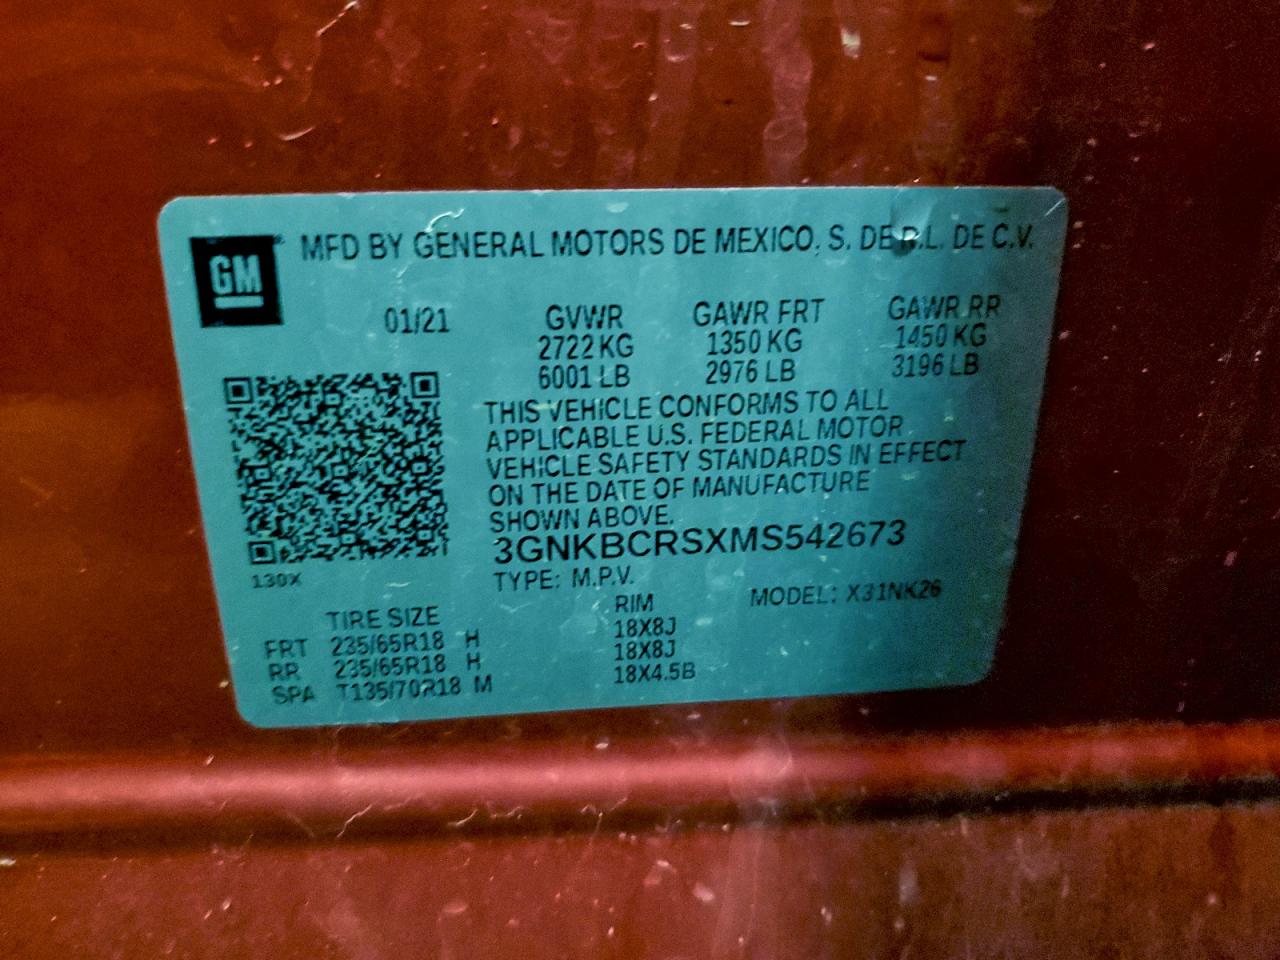 GM
MFD BY GENERAL MOTORS DE MEXICO, S. DE R.L. DE C.V.
01/21 GVWR GAWR FRT GAWR RR
2722 KG 1350 KG 1450 KG
6001 LB 2976 LB 3196 LB
THIS VEHICLE CONFORMS TO ALL
APPLICABLE U.S. FEDERAL MOTOR
VEHICLE SAFETY STANDARDS IN EFFECT
ON THE DATE OF MANUFACTURE
SHOWN ABOVE.
3GNKBCRSXMS542673
130X
TYPE: M.P.V. MODEL: X31NK26
TIRE SIZE RIM
FRT 235/65R18 H 18X8J
RR 235/65R18 H 18X8J
SPA T135/70R18 M 18X4.5B